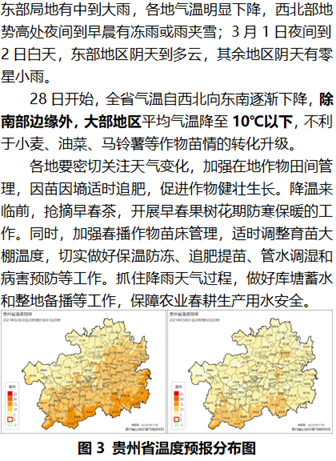 东部局地有中到大雨，各地气温明显下降，西北部地
势高处夜间到早晨有冻雨或雨夹雪；3 月 1 日夜间到
2 日白天，东部地区阴天到多云，其余地区阴天有零
星小雨。
28 日开始，全省气温自西北向东南逐渐下降，除
南部边缘外，大部地区平均气温降至 10℃以下，不利
于小麦、油菜、马铃薯等作物苗情的转化升级。
各地要密切关注天气变化，加强在地作物田间管
理，因苗因墒适时追肥，促进作物健壮生长。降温来
临前，抢摘早春茶，开展早春果树花期防寒保暖的工
作。同时，加强春播作物苗床管理，适时调整育苗大
棚温度，切实做好保温防冻、追肥提苗、管水调湿和
病害预防等工作。抓住降雨天气过程，做好库塘蓄水
和整地备播等工作，保障农业春耕生产用水安全。
贵州省温度预报
贵州省温度预报
图 3 贵州省温度预报分布图